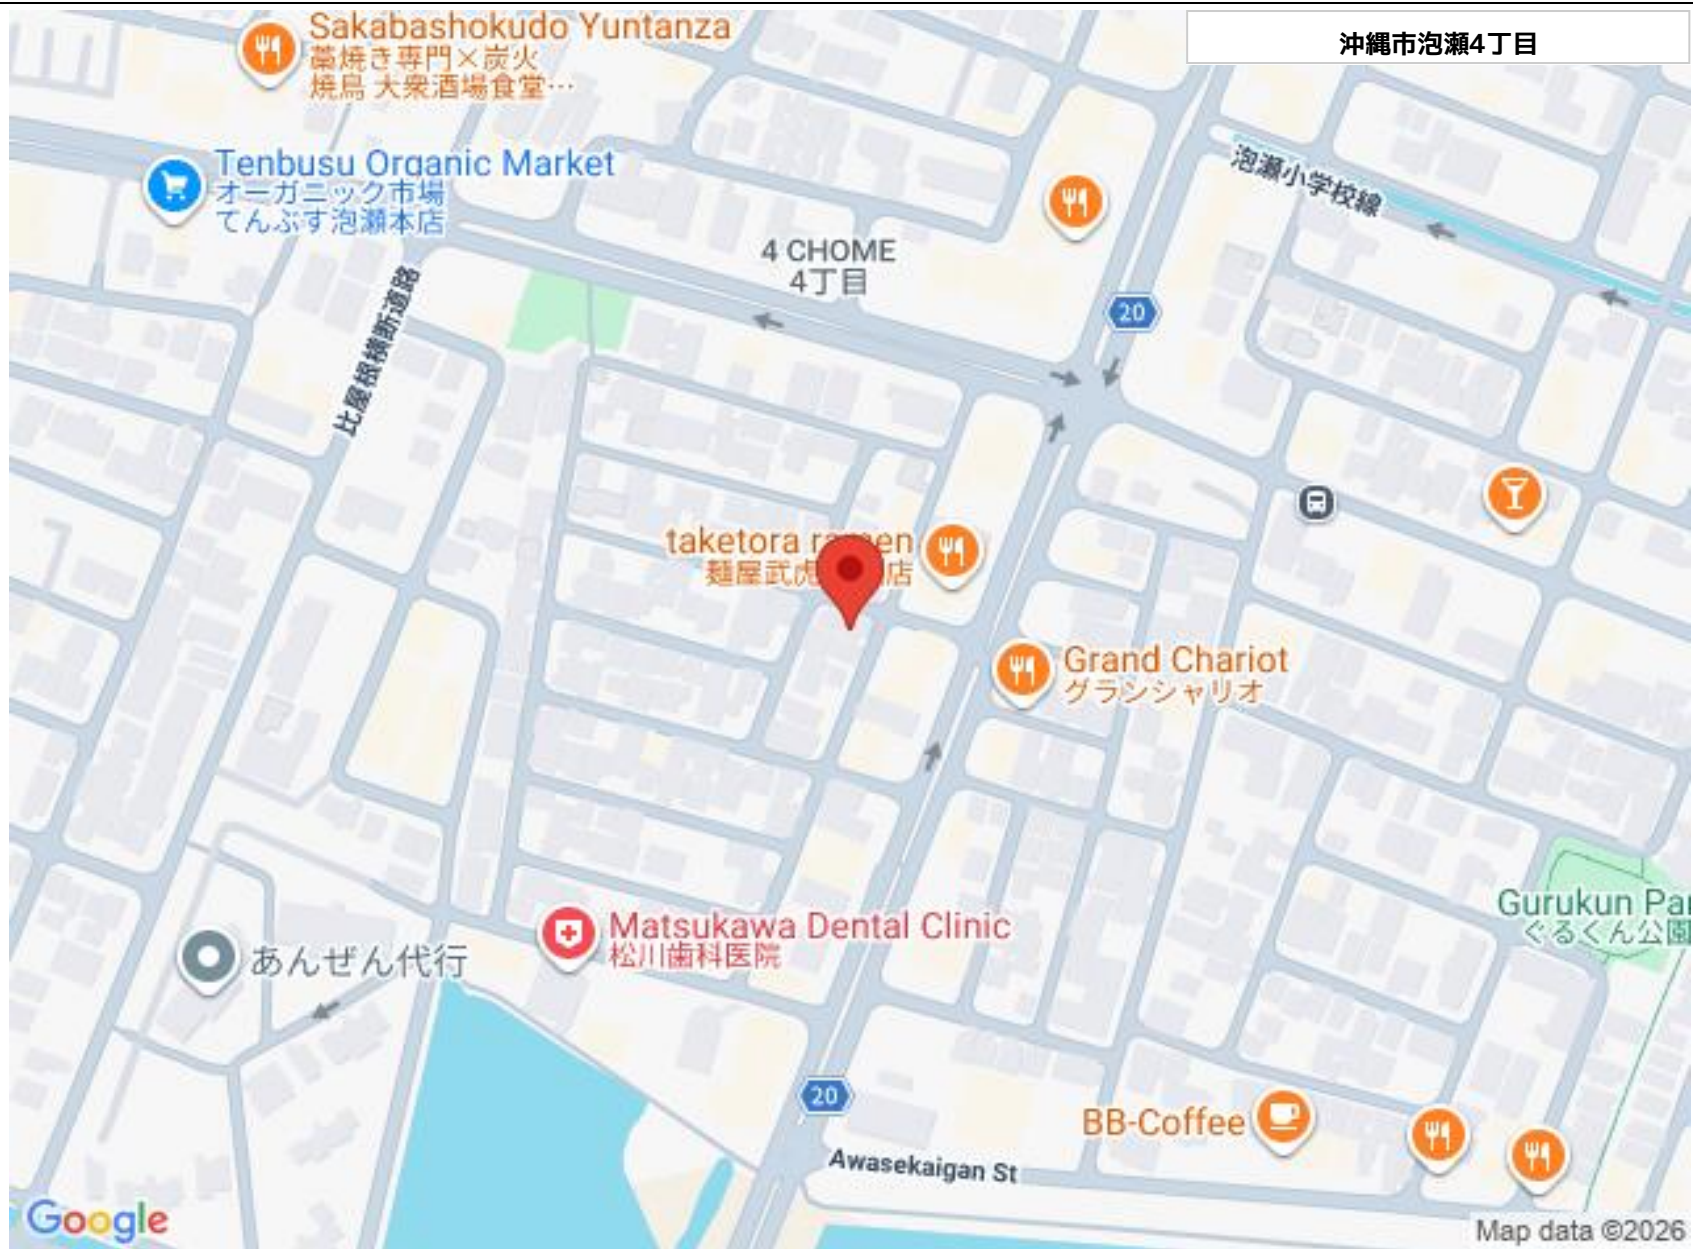 沖縄市泡瀬4丁目
Sakabashokudo Yuntanza
藁焼き専門×炭火
焼鳥 大衆酒場食堂…
Tenbusu Organic Market
オーガニック市場
てんぶす泡瀬本店
泡瀬小学校線
4 CHOME
4丁目
20
比屋根横断道路
taketora ramen
麺屋武虎 店
Grand Chariot
グランシャリオ
Gurukun Par
ぐるくん公園
Matsukawa Dental Clinic
松川歯科医院
あんぜん代行
20
BB-Coffee
Awasekaigan St
Google
Map data ©2026